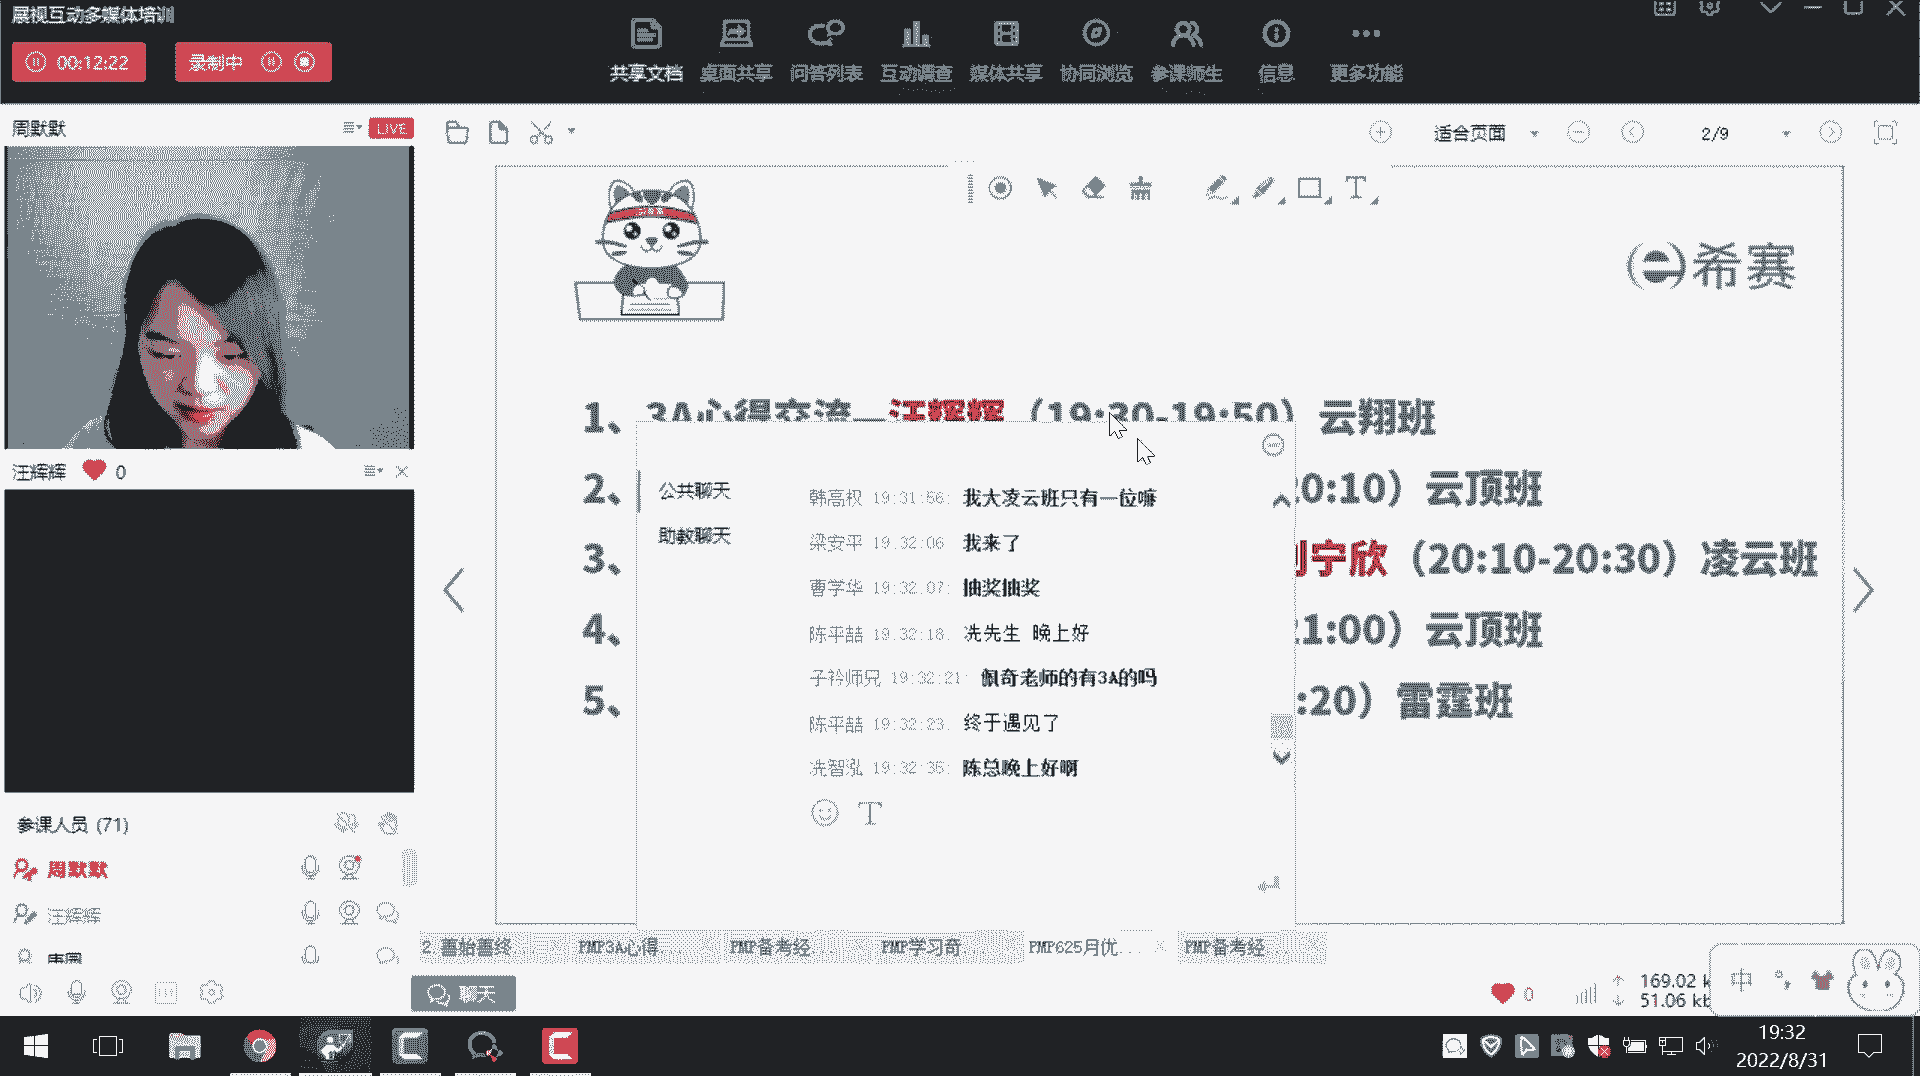 展视互动多媒体培训
00:12:22
录制中
共享文档 桌面共享 问答列表 互动调查 媒体共享 协同浏览 参课师生 信息 更多功能
周默默 LIVE
适合页面 2/9
希赛
汪辉辉 0
参课人员 (71)
周默默
汪辉辉
1、3A心得交流—汪辉辉（19:30-19:50）云翔班
2、 20:10）云顶班
3、 宁欣（20:10-20:30）凌云班
4、 1:00）云顶班
5、 :20）雷霆班
公共聊天
助教聊天
韩高权 19:31:56: 我大凌云班只有一位嘛
梁安平 19:32:06 我来了
曹学华 19:32:07: 抽奖抽奖
陈平喆 19:32:18. 冼先生 晚上好
子衿师兄 19:32:21: 佩奇老师的有3A的吗
陈平喆 19:32:23. 终于遇见了
冼智泓 19:32:35: 陈总晚上好啊
2. 善始善终 PMP3A心得 PMP备考经 PMP学习奇 PMP625月优... PMP备考经
聊天
0
169.02 k
51.06 kb
中
19:32
2022/8/31